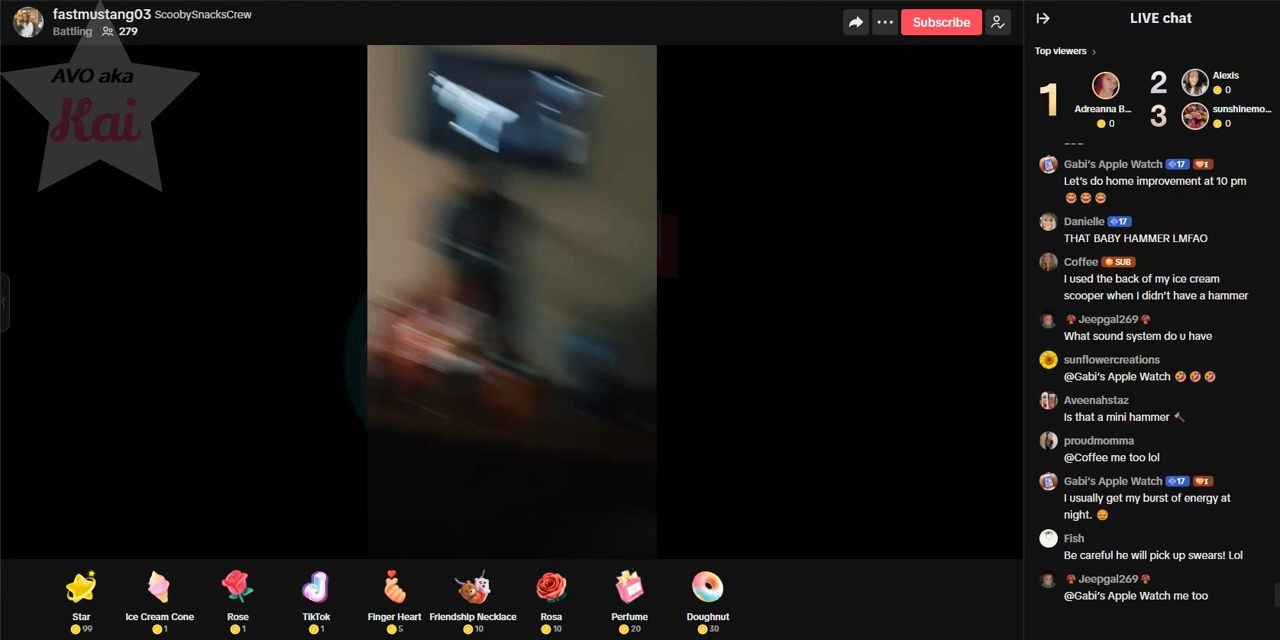 fastmustang03 ScoobySnacksCrew
Battling 279
Subscribe
AVO aka
Kai
LIVE chat
Top viewers
1
Adreanna B...
0
2
Alexis
0
3
sunshinemo...
0
Gabi's Apple Watch 17 I
Let's do home improvement at 10 pm
Danielle 17
THAT BABY HAMMER LMFAO
Coffee SUB
I used the back of my ice cream
scooper when I didn't have a hammer
Jeepgal269
What sound system do u have
sunflowercreations
@Gabi's Apple Watch 🤣 🤣 🤣
Aveenahstaz
Is that a mini hammer 🔨
proudmomma
@Coffee me too lol
Gabi's Apple Watch 17 I
I usually get my burst of energy at
night.
Fish
Be careful he will pick up swears! Lol
Jeepgal269
@Gabi's Apple Watch me too
Star
99
Ice Cream Cone
1
Rose
1
TikTok
1
Finger Heart
5
Friendship Necklace
10
Rosa
10
Perfume
20
Doughnut
30